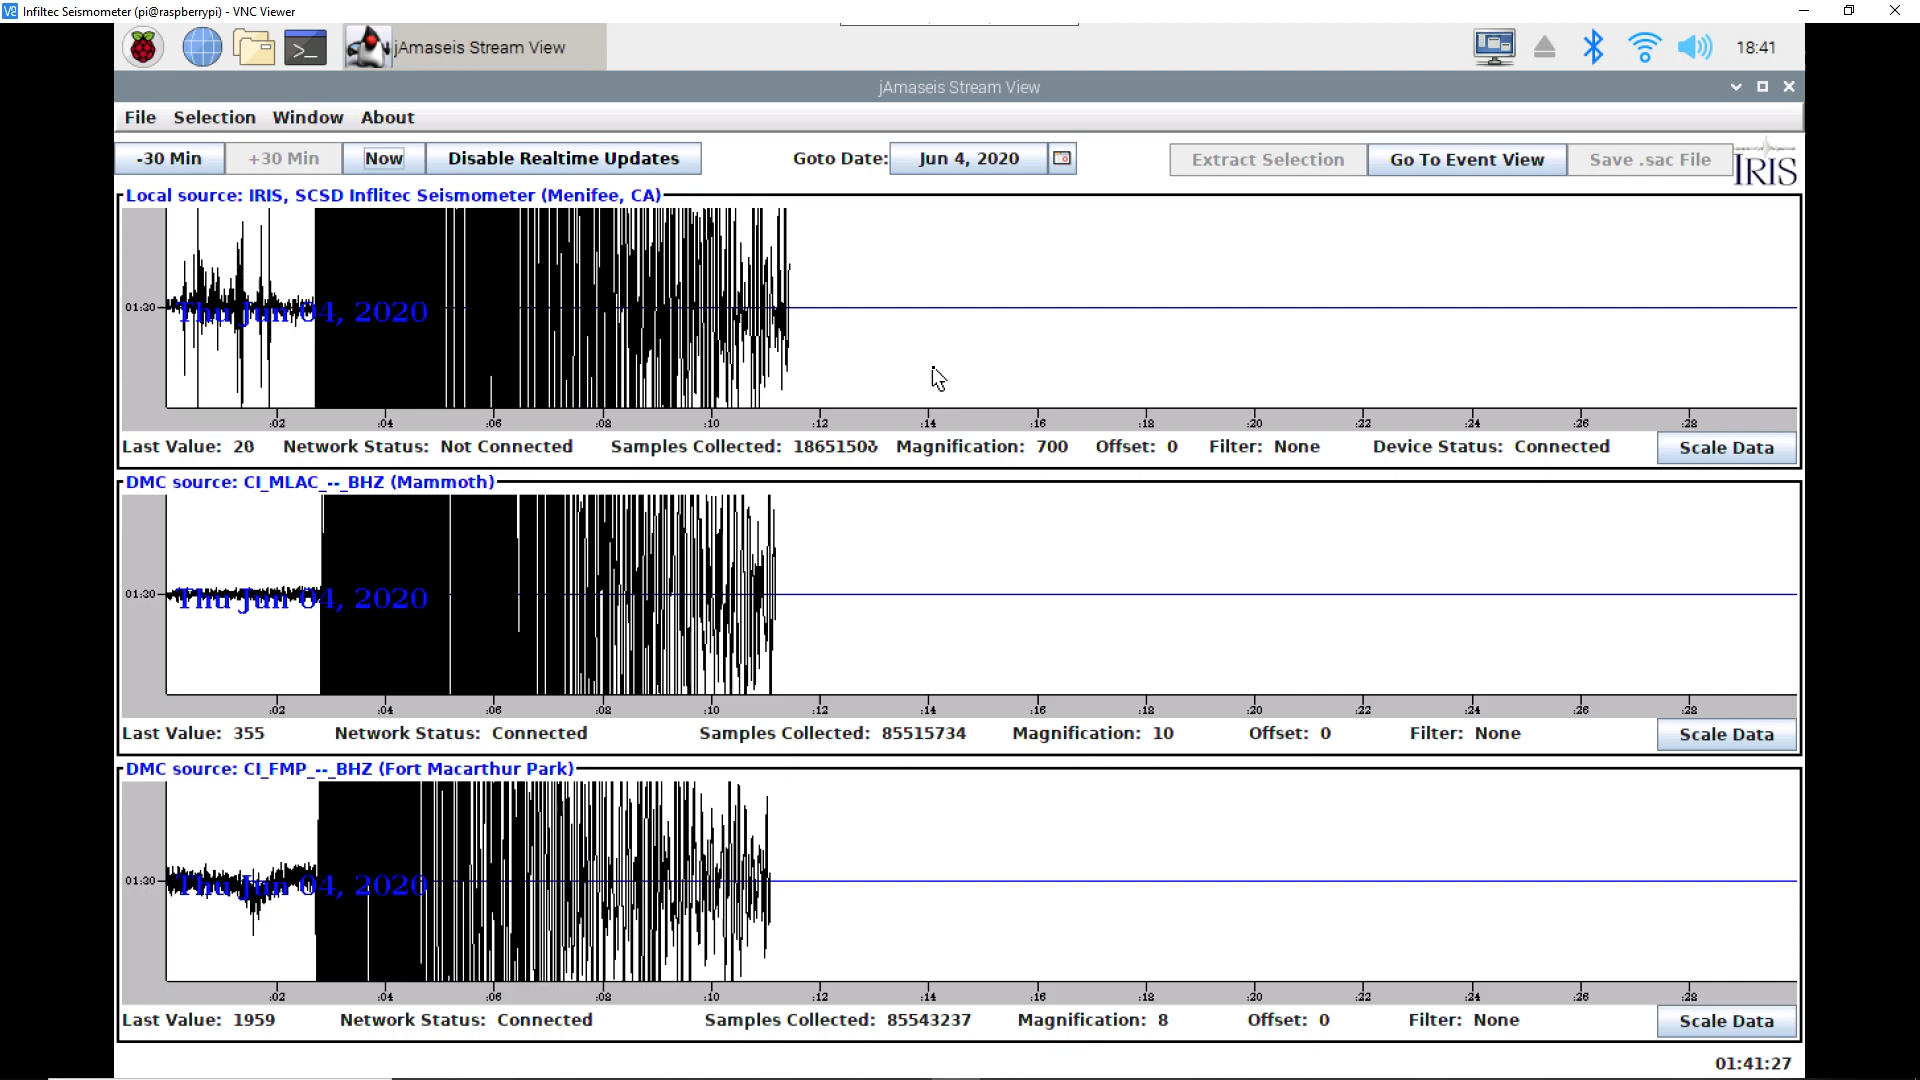 Infiltec Seismometer (pi@raspberrypi) - VNC Viewer
jAmaseis Stream View
18:41
jAmaseis Stream View
File Selection Window About
-30 Min +30 Min Now Disable Realtime Updates Goto Date: Jun 4, 2020 Extract Selection Go To Event View Save .sac File IRIS
Local source: IRIS, SCSD Inflitec Seismometer (Menifee, CA)
01:30
Thu Jun 04, 2020
:02 :04 :06 :08 :10 :12 :14 :16 :18 :20 :22 :24 :26 :28
Last Value: Network Status: Not Connected Samples Collected: Magnification: 700 Offset: 0 Filter: None Device Status: Connected Scale Data
DMC source: CI_MLAC_--_BHZ (Mammoth)
01:30
Thu Jun 04, 2020
:02 :04 :06 :08 :10 :12 :14 :16 :18 :20 :22 :24 :26 :28
Last Value: 355 Network Status: Connected Samples Collected: 85515734 Magnification: 10 Offset: 0 Filter: None Scale Data
DMC source: CI_FMP_--_BHZ (Fort Macarthur Park)
01:30
Thu Jun 04, 2020
:02 :04 :06 :08 :10 :12 :14 :16 :18 :20 :22 :24 :26 :28
Last Value: 1959 Network Status: Connected Samples Collected: 85543237 Magnification: 8 Offset: 0 Filter: None Scale Data
01:41:27